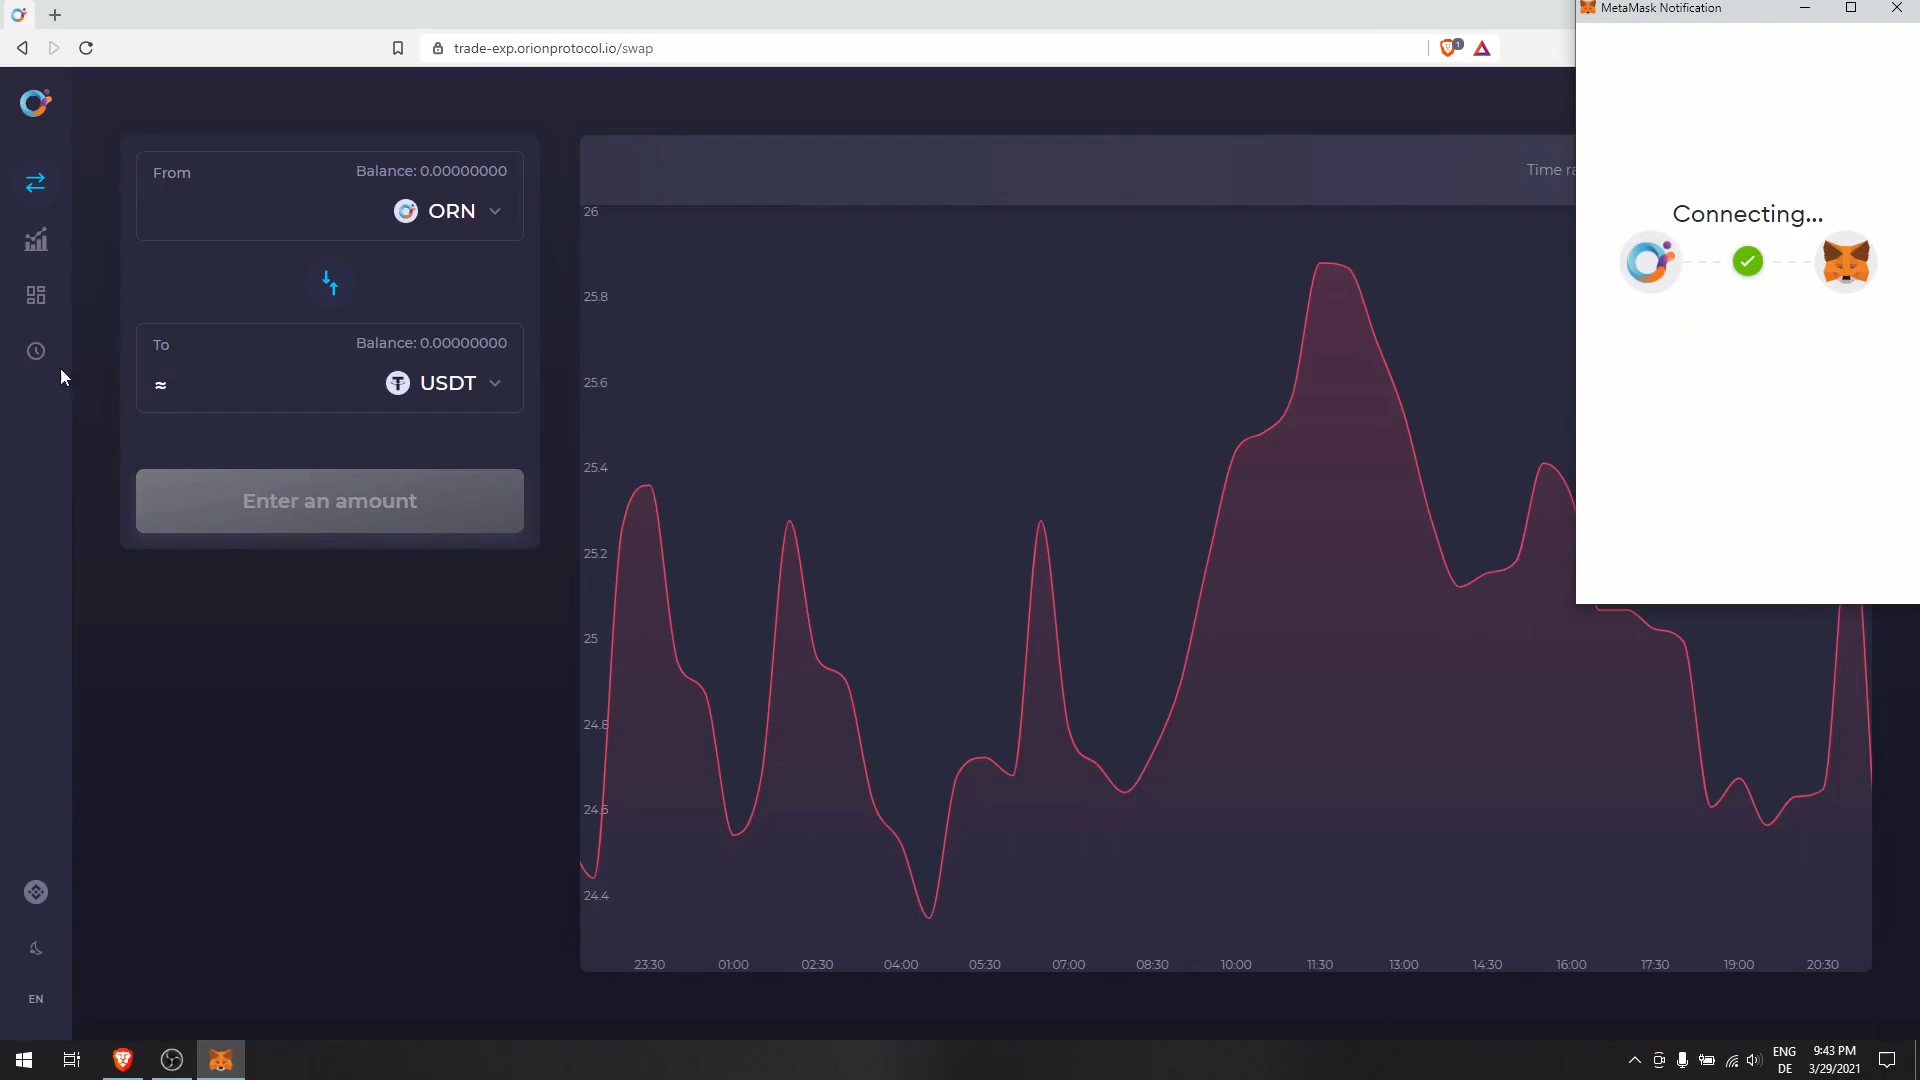 MetaMask Notification
trade-exp.orionprotocol.io/swap
1
From
Balance: 0.00000000
ORN
To
Balance: 0.00000000
≈
USDT
Enter an amount
Time ra
26
25.8
25.6
25.4
25.2
25
24.8
24.6
24.4
23:30 01:00 02:30 04:00 05:30 07:00 08:30 10:00 11:30 13:00 14:30 16:00 17:30 19:00 20:30
Connecting...
EN
ENG
DE
9:43 PM
3/29/2021